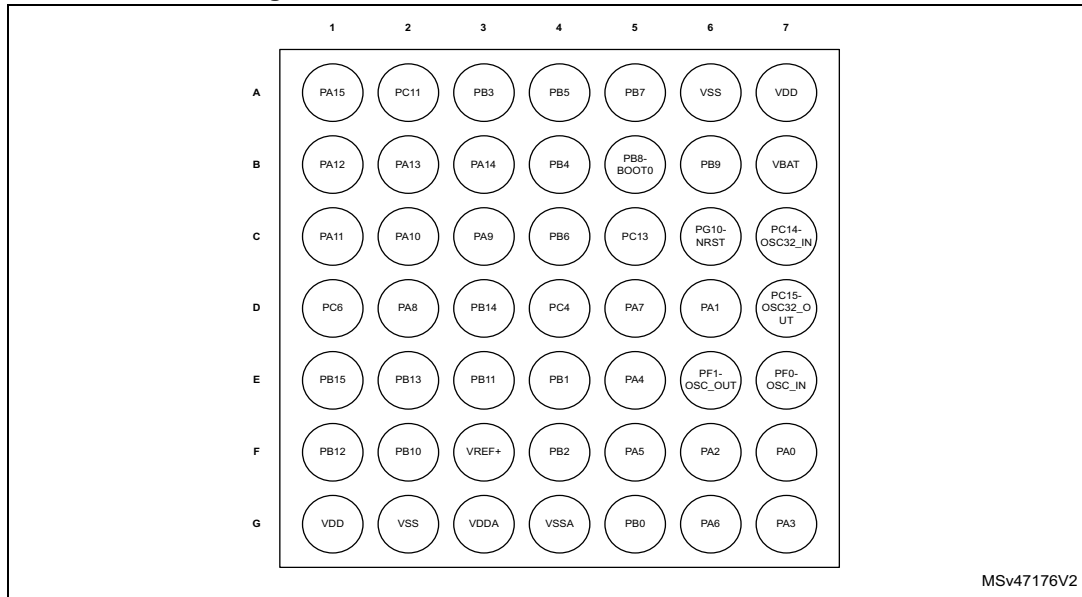 1 2 3 4 5 6 7
A PA15 PC11 PB3 PB5 PB7 VSS VDD
B PA12 PA13 PA14 PB4 PB8- PB9 VBAT
BOOT0
C PA11 PA10 PA9 PB6 PC13 PG10- PC14-
NRST OSC32_IN
D PC6 PA8 PB14 PC4 PA7 PA1 PC15-
OSC32_O
UT
E PB15 PB13 PB11 PB1 PA4 PF1- PF0-
OSC_OUT OSC_IN
F PB12 PB10 VREF+ PB2 PA5 PA2 PA0
G VDD VSS VDDA VSSA PB0 PA6 PA3
MSv47176V2